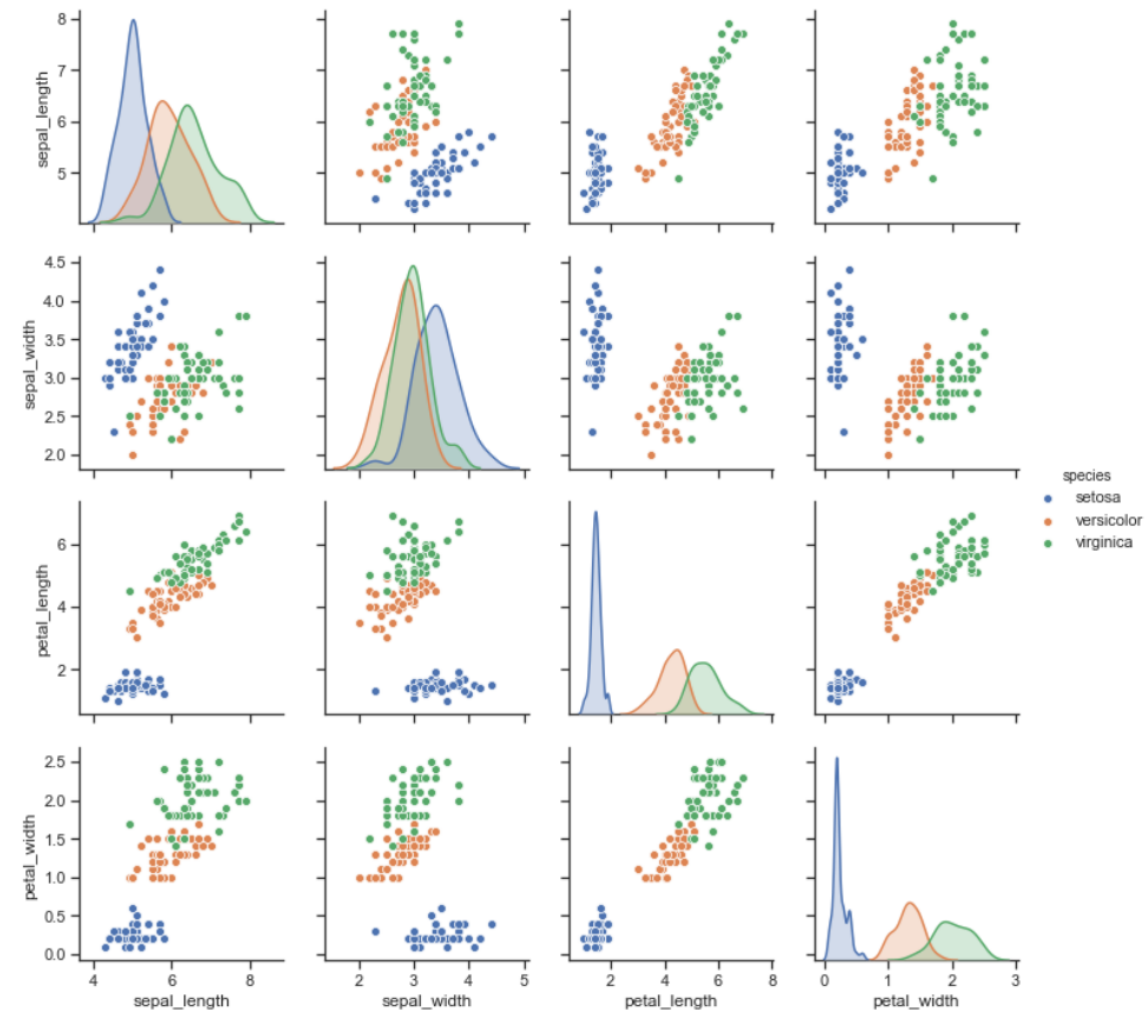 8
7
6
5
sepal_length
4 6 8
2 3 4 5
2 4 6 8
0 1 2 3
4.5
4.0
3.5
3.0
2.5
2.0
sepal_width
6
4
2
petal_length
species
setosa
versicolor
virginica
2.5
2.0
1.5
1.0
0.5
0.0
petal_width
sepal_length
sepal_width
petal_length
petal_width